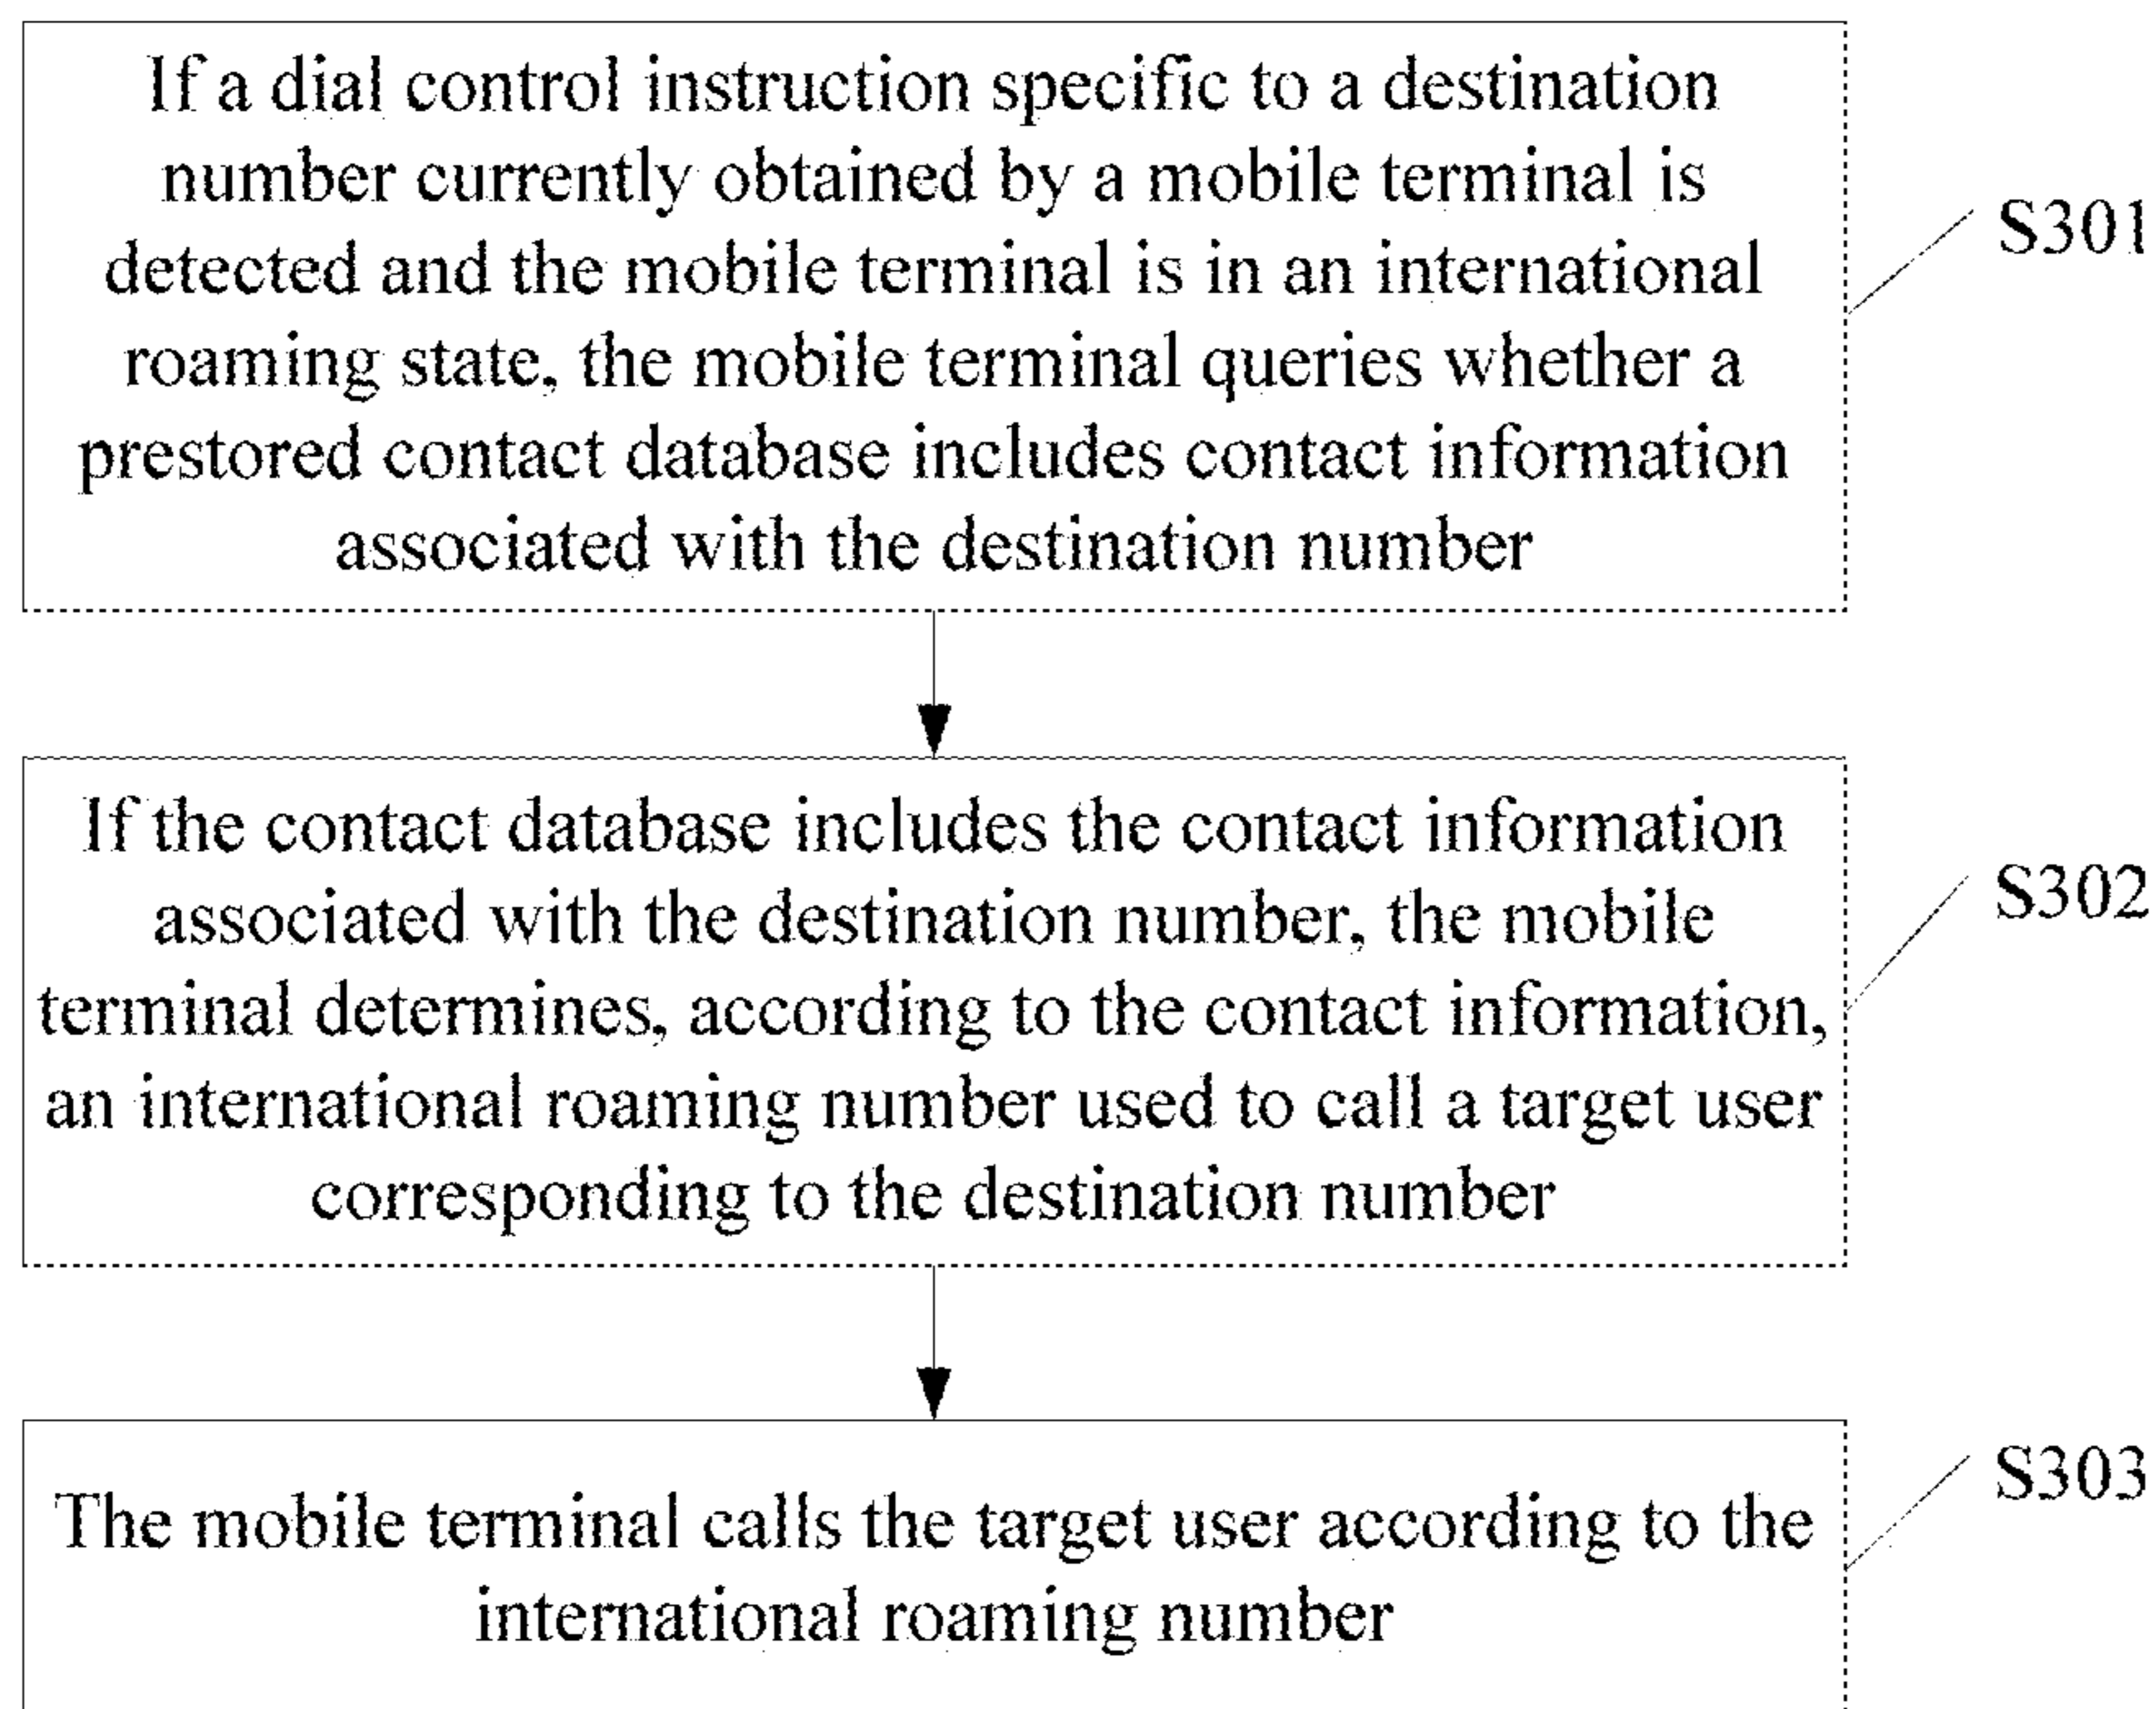 If a dial control instruction specific to a destination
number currently obtained by a mobile terminal is
detected and the mobile terminal is in an international
roaming state, the mobile terminal queries whether a
prestored contact database includes contact information
associated with the destination number
S301
If the contact database includes the contact information
associated with the destination number, the mobile
terminal determines, according to the contact information,
an international roaming number used to call a target user
corresponding to the destination number
S302
The mobile terminal calls the target user according to the
international roaming number
S303